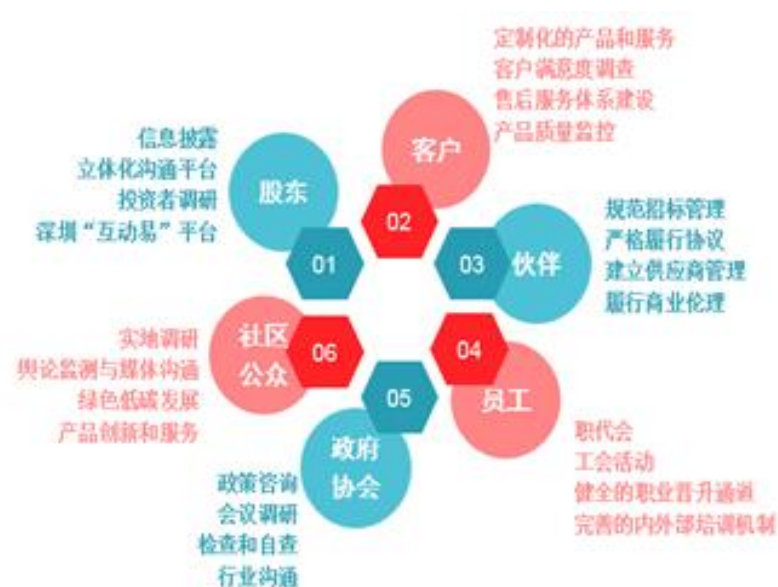 股东
01
信息披露
立体化沟通平台
投资者调研
深圳“互动易”平台
客户
02
定制化的产品和服务
客户满意度调查
售后服务体系建设
产品质量监控
03
伙伴
规范招标管理
严格履行协议
建立供应商管理
履行商业伦理
04
员工
职代会
工会活动
健全的职业晋升通道
完善的内外部培训机制
05
政府
协会
政策咨询
会议调研
检查和自查
行业沟通
社区
公众
06
实地调研
舆论监测与媒体沟通
绿色低碳发展
产品创新和服务